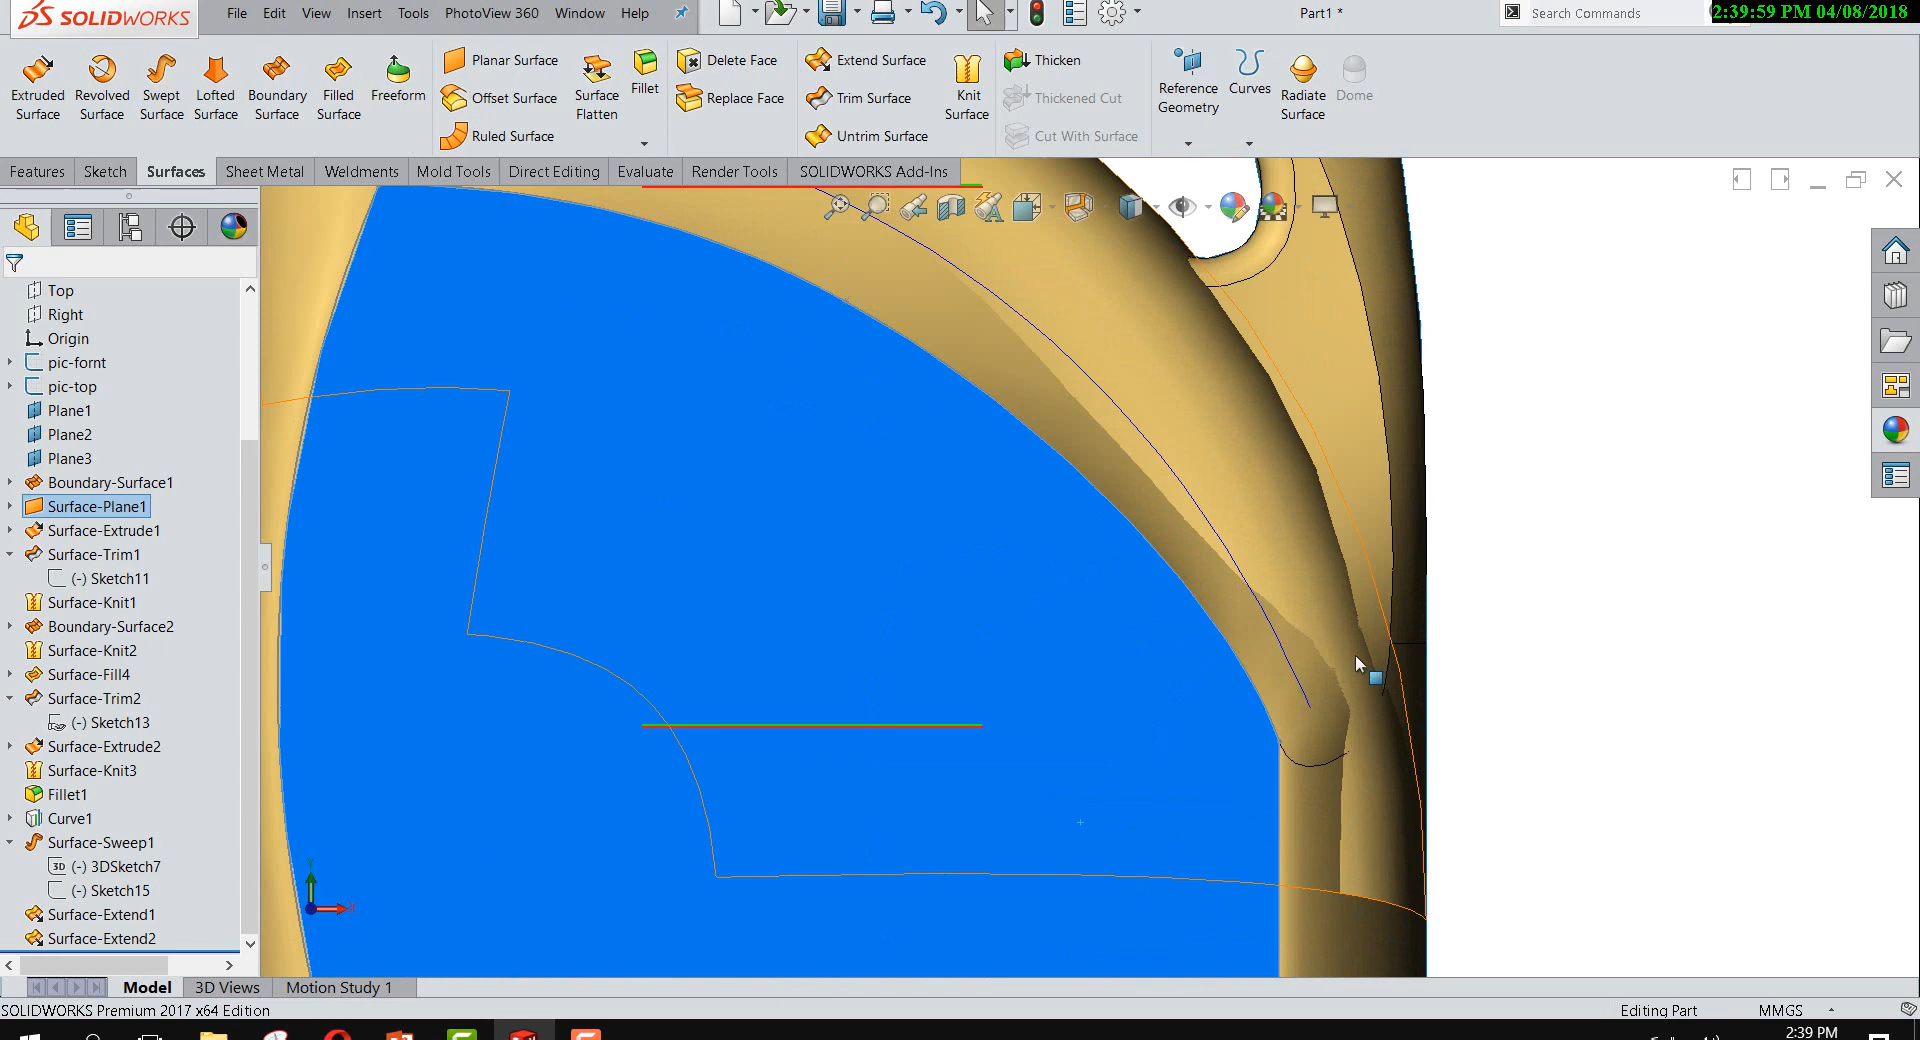 SOLIDWORKS File Edit View Insert Tools PhotoView 360 Window Help Part1 * Search Commands 2:39:59 PM 04/08/2018
Extruded Surface
Revolved Surface
Swept Surface
Lofted Surface
Boundary Surface
Filled Surface
Freeform
Planar Surface
Offset Surface
Ruled Surface
Surface Flatten
Fillet
Delete Face
Replace Face
Extend Surface
Trim Surface
Untrim Surface
Knit Surface
Thicken
Thickened Cut
Cut With Surface
Reference Geometry
Curves
Radiate Surface
Dome
Features Sketch Surfaces Sheet Metal Weldments Mold Tools Direct Editing Evaluate Render Tools SOLIDWORKS Add-Ins
Top
Right
Origin
pic-fornt
pic-top
Plane1
Plane2
Plane3
Boundary-Surface1
Surface-Plane1
Surface-Extrude1
Surface-Trim1
(-) Sketch11
Surface-Knit1
Boundary-Surface2
Surface-Knit2
Surface-Fill4
Surface-Trim2
(-) Sketch13
Surface-Extrude2
Surface-Knit3
Fillet1
Curve1
Surface-Sweep1
3D (-) 3DSketch7
(-) Sketch15
Surface-Extend1
Surface-Extend2
Y
X
Model 3D Views Motion Study 1
SOLIDWORKS Premium 2017 x64 Edition Editing Part MMGS
2:39 PM